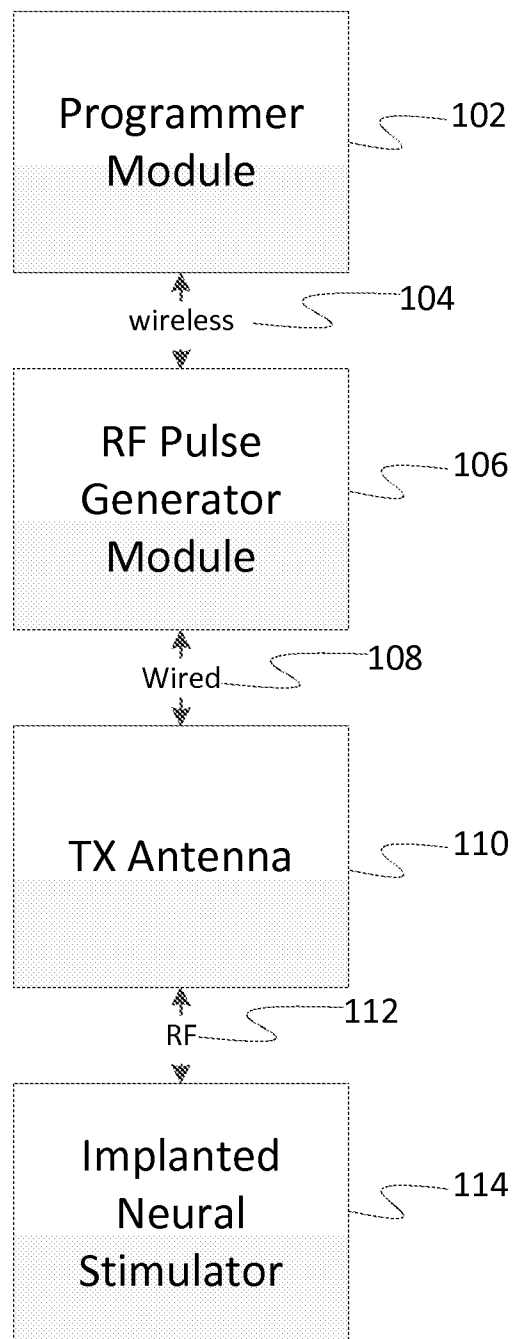 Programmer
Module
102
wireless
104
RF Pulse
Generator
Module
106
Wired
108
TX Antenna
110
RF
112
Implanted
Neural
Stimulator
114